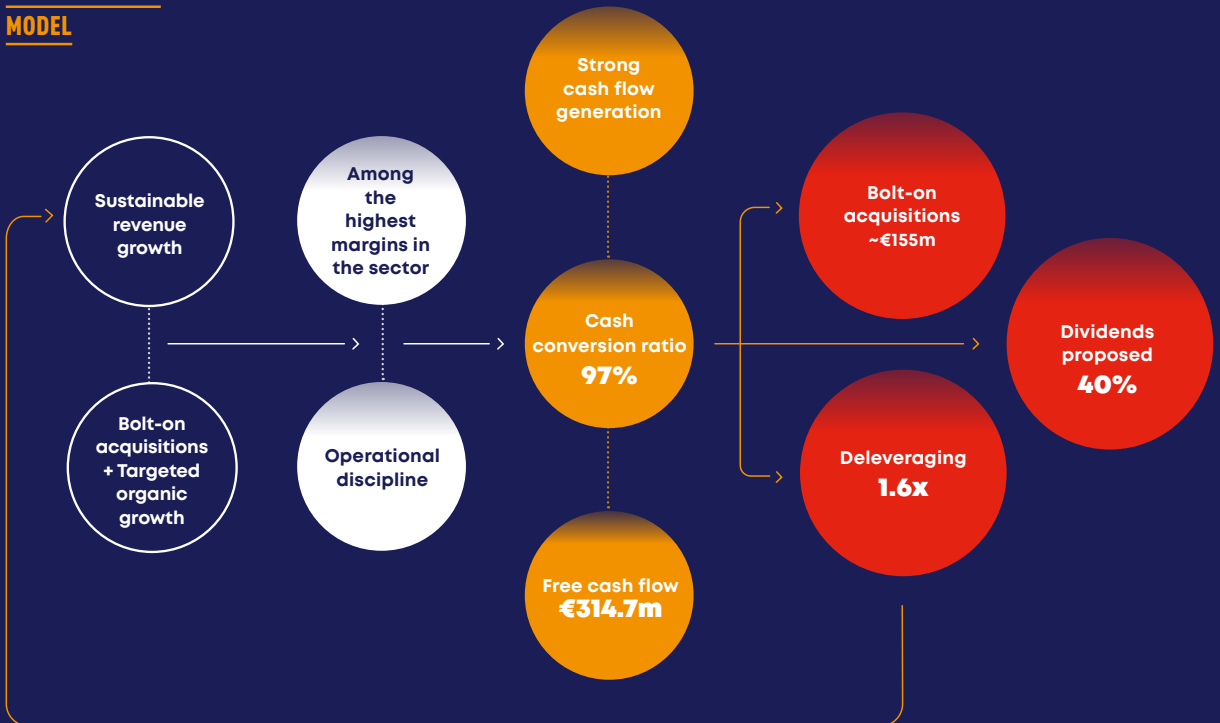 MODEL
Sustainable
revenue
growth
Bolt-on
acquisitions
+ Targeted
organic
growth
Among
the
highest
margins in
the sector
Operational
discipline
Strong
cash flow
generation
Cash
conversion ratio
97%
Free cash flow
€314.7m
Bolt-on
acquisitions
~€155m
Dividends
proposed
40%
Deleveraging
1.6x